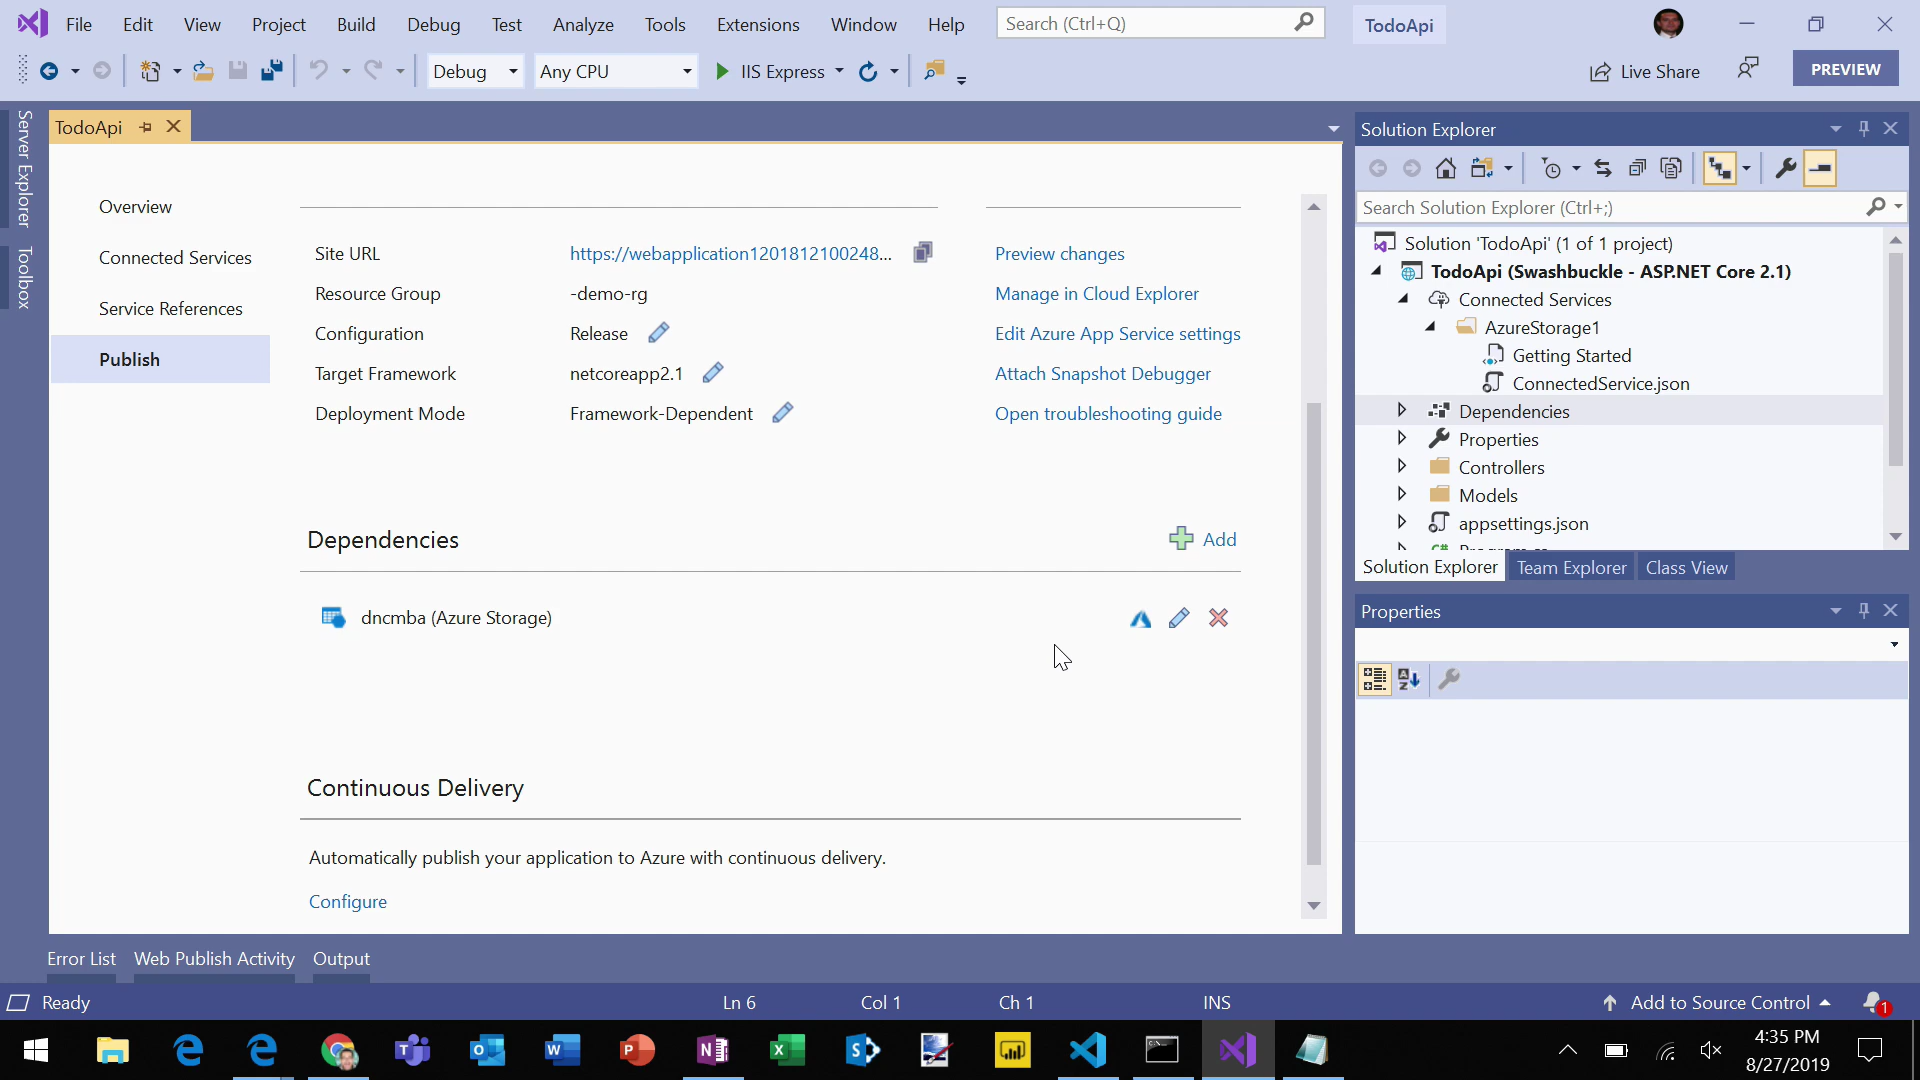 File Edit View Project Build Debug Test Analyze Tools Extensions Window Help Search (Ctrl+Q) TodoApi
Debug Any CPU IIS Express Live Share PREVIEW
Server Explorer
Toolbox
TodoApi
Overview
Connected Services
Service References
Publish
Site URL https://webapplication1201812100248... Preview changes
Resource Group -demo-rg Manage in Cloud Explorer
Configuration Release Edit Azure App Service settings
Target Framework netcoreapp2.1 Attach Snapshot Debugger
Deployment Mode Framework-Dependent Open troubleshooting guide
Dependencies Add
dncmba (Azure Storage)
Continuous Delivery
Automatically publish your application to Azure with continuous delivery.
Configure
Solution Explorer
Search Solution Explorer (Ctrl+;)
Solution 'TodoApi' (1 of 1 project)
TodoApi (Swashbuckle - ASP.NET Core 2.1)
Connected Services
AzureStorage1
Getting Started
ConnectedService.json
Dependencies
Properties
Controllers
Models
appsettings.json
Solution Explorer Team Explorer Class View
Properties
Error List Web Publish Activity Output
Ready Ln 6 Col 1 Ch 1 INS Add to Source Control 1
4:35 PM
8/27/2019